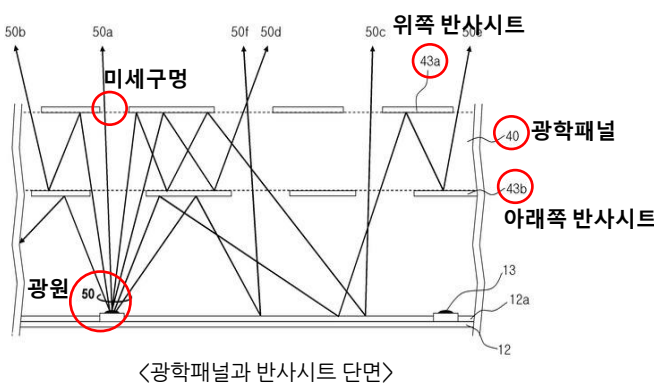 위쪽 반사시트
50b
50a
50f
50d
50c
43a
미세구멍
40
광학패널
43b
아래쪽 반사시트
광원
50
13
12a
12
<광학패널과 반사시트 단면>